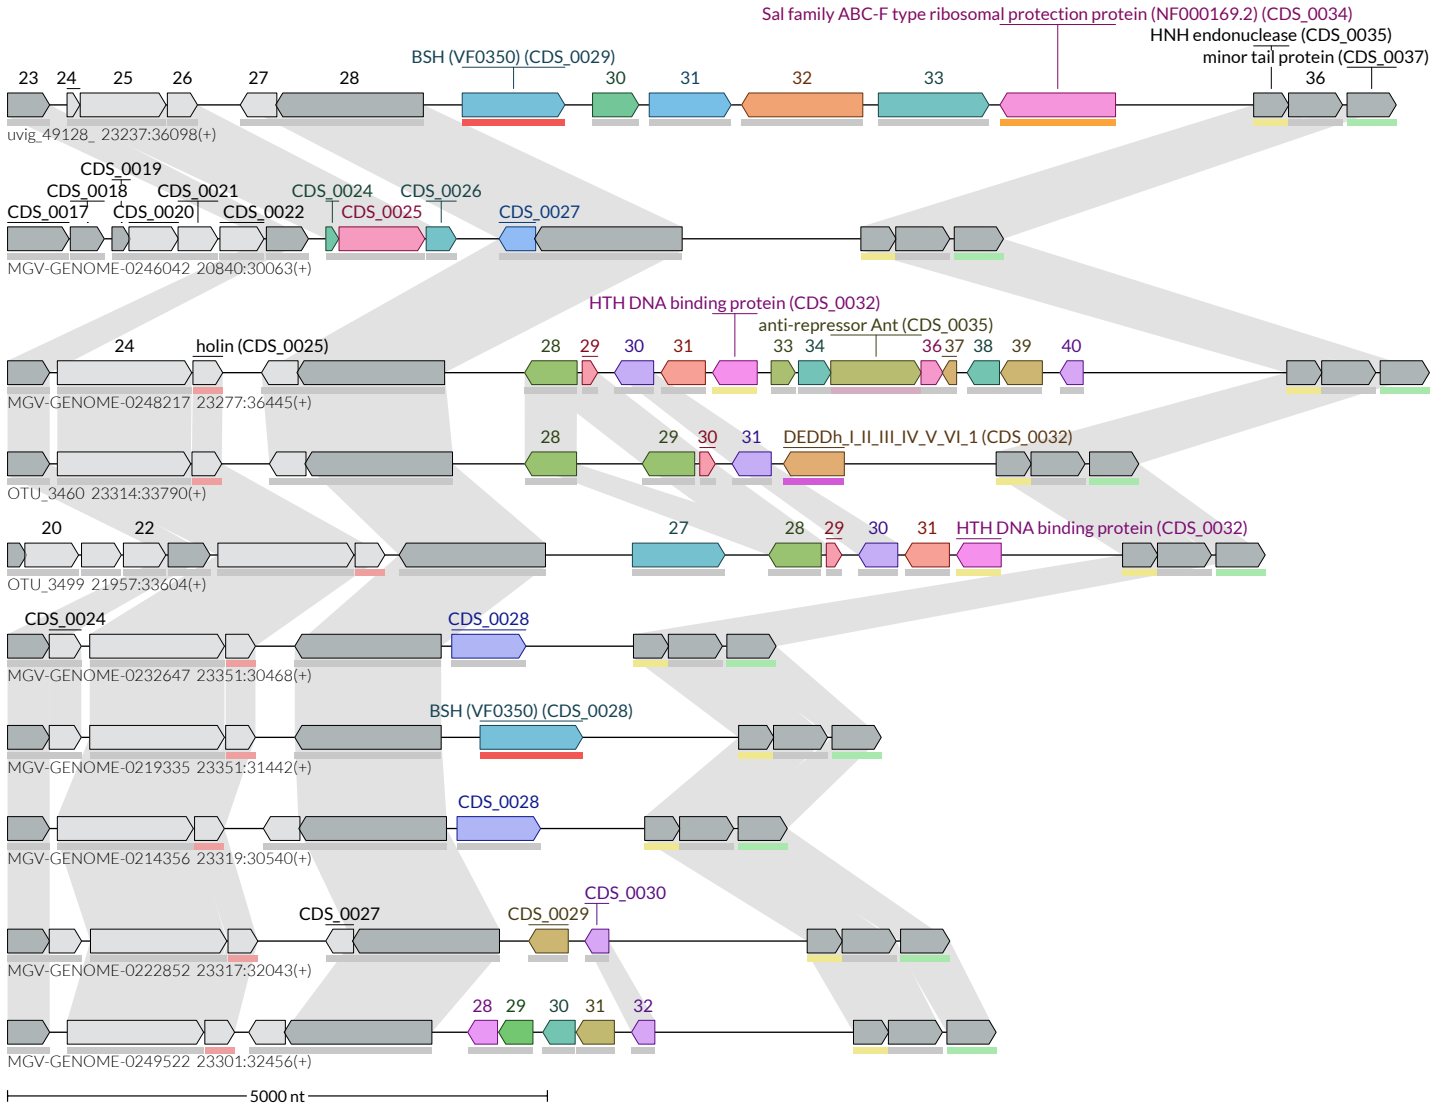 Sal family ABC-F type ribosomal protection protein (NF000169.2) (CDS_0034)
HNH endonuclease (CDS_0035)
BSH (VF0350) (CDS_0029)
minor tail protein (CDS_0037)
23 24 25 26 27 28 30 31 32 33 36
uvig_49128_ 23237:36098(+)
CDS_0019
CDS_0018 CDS_0021 CDS_0024 CDS_0026
CDS_0017 CDS_0020 CDS_0022 CDS_0025 CDS_0027
MGV-GENOME-0246042 20840:30063(+)
HTH DNA binding protein (CDS_0032)
anti-repressor Ant (CDS_0035)
24 holin (CDS_0025) 28 29 30 31 33 34 36 37 38 39 40
MGV-GENOME-0248217 23277:36445(+)
28 29 30 31 DEDDh_I_II_III_IV_V_VI_1 (CDS_0032)
OTU_3460 23314:33790(+)
20 22 27 28 29 30 31 HTH DNA binding protein (CDS_0032)
OTU_3499 21957:33604(+)
CDS_0024 CDS_0028
MGV-GENOME-0232647 23351:30468(+)
BSH (VF0350) (CDS_0028)
MGV-GENOME-0219335 23351:31442(+)
CDS_0028
MGV-GENOME-0214356 23319:30540(+)
CDS_0030
CDS_0027 CDS_0029
MGV-GENOME-0222852 23317:32043(+)
28 29 30 31 32
MGV-GENOME-0249522 23301:32456(+)
5000 nt